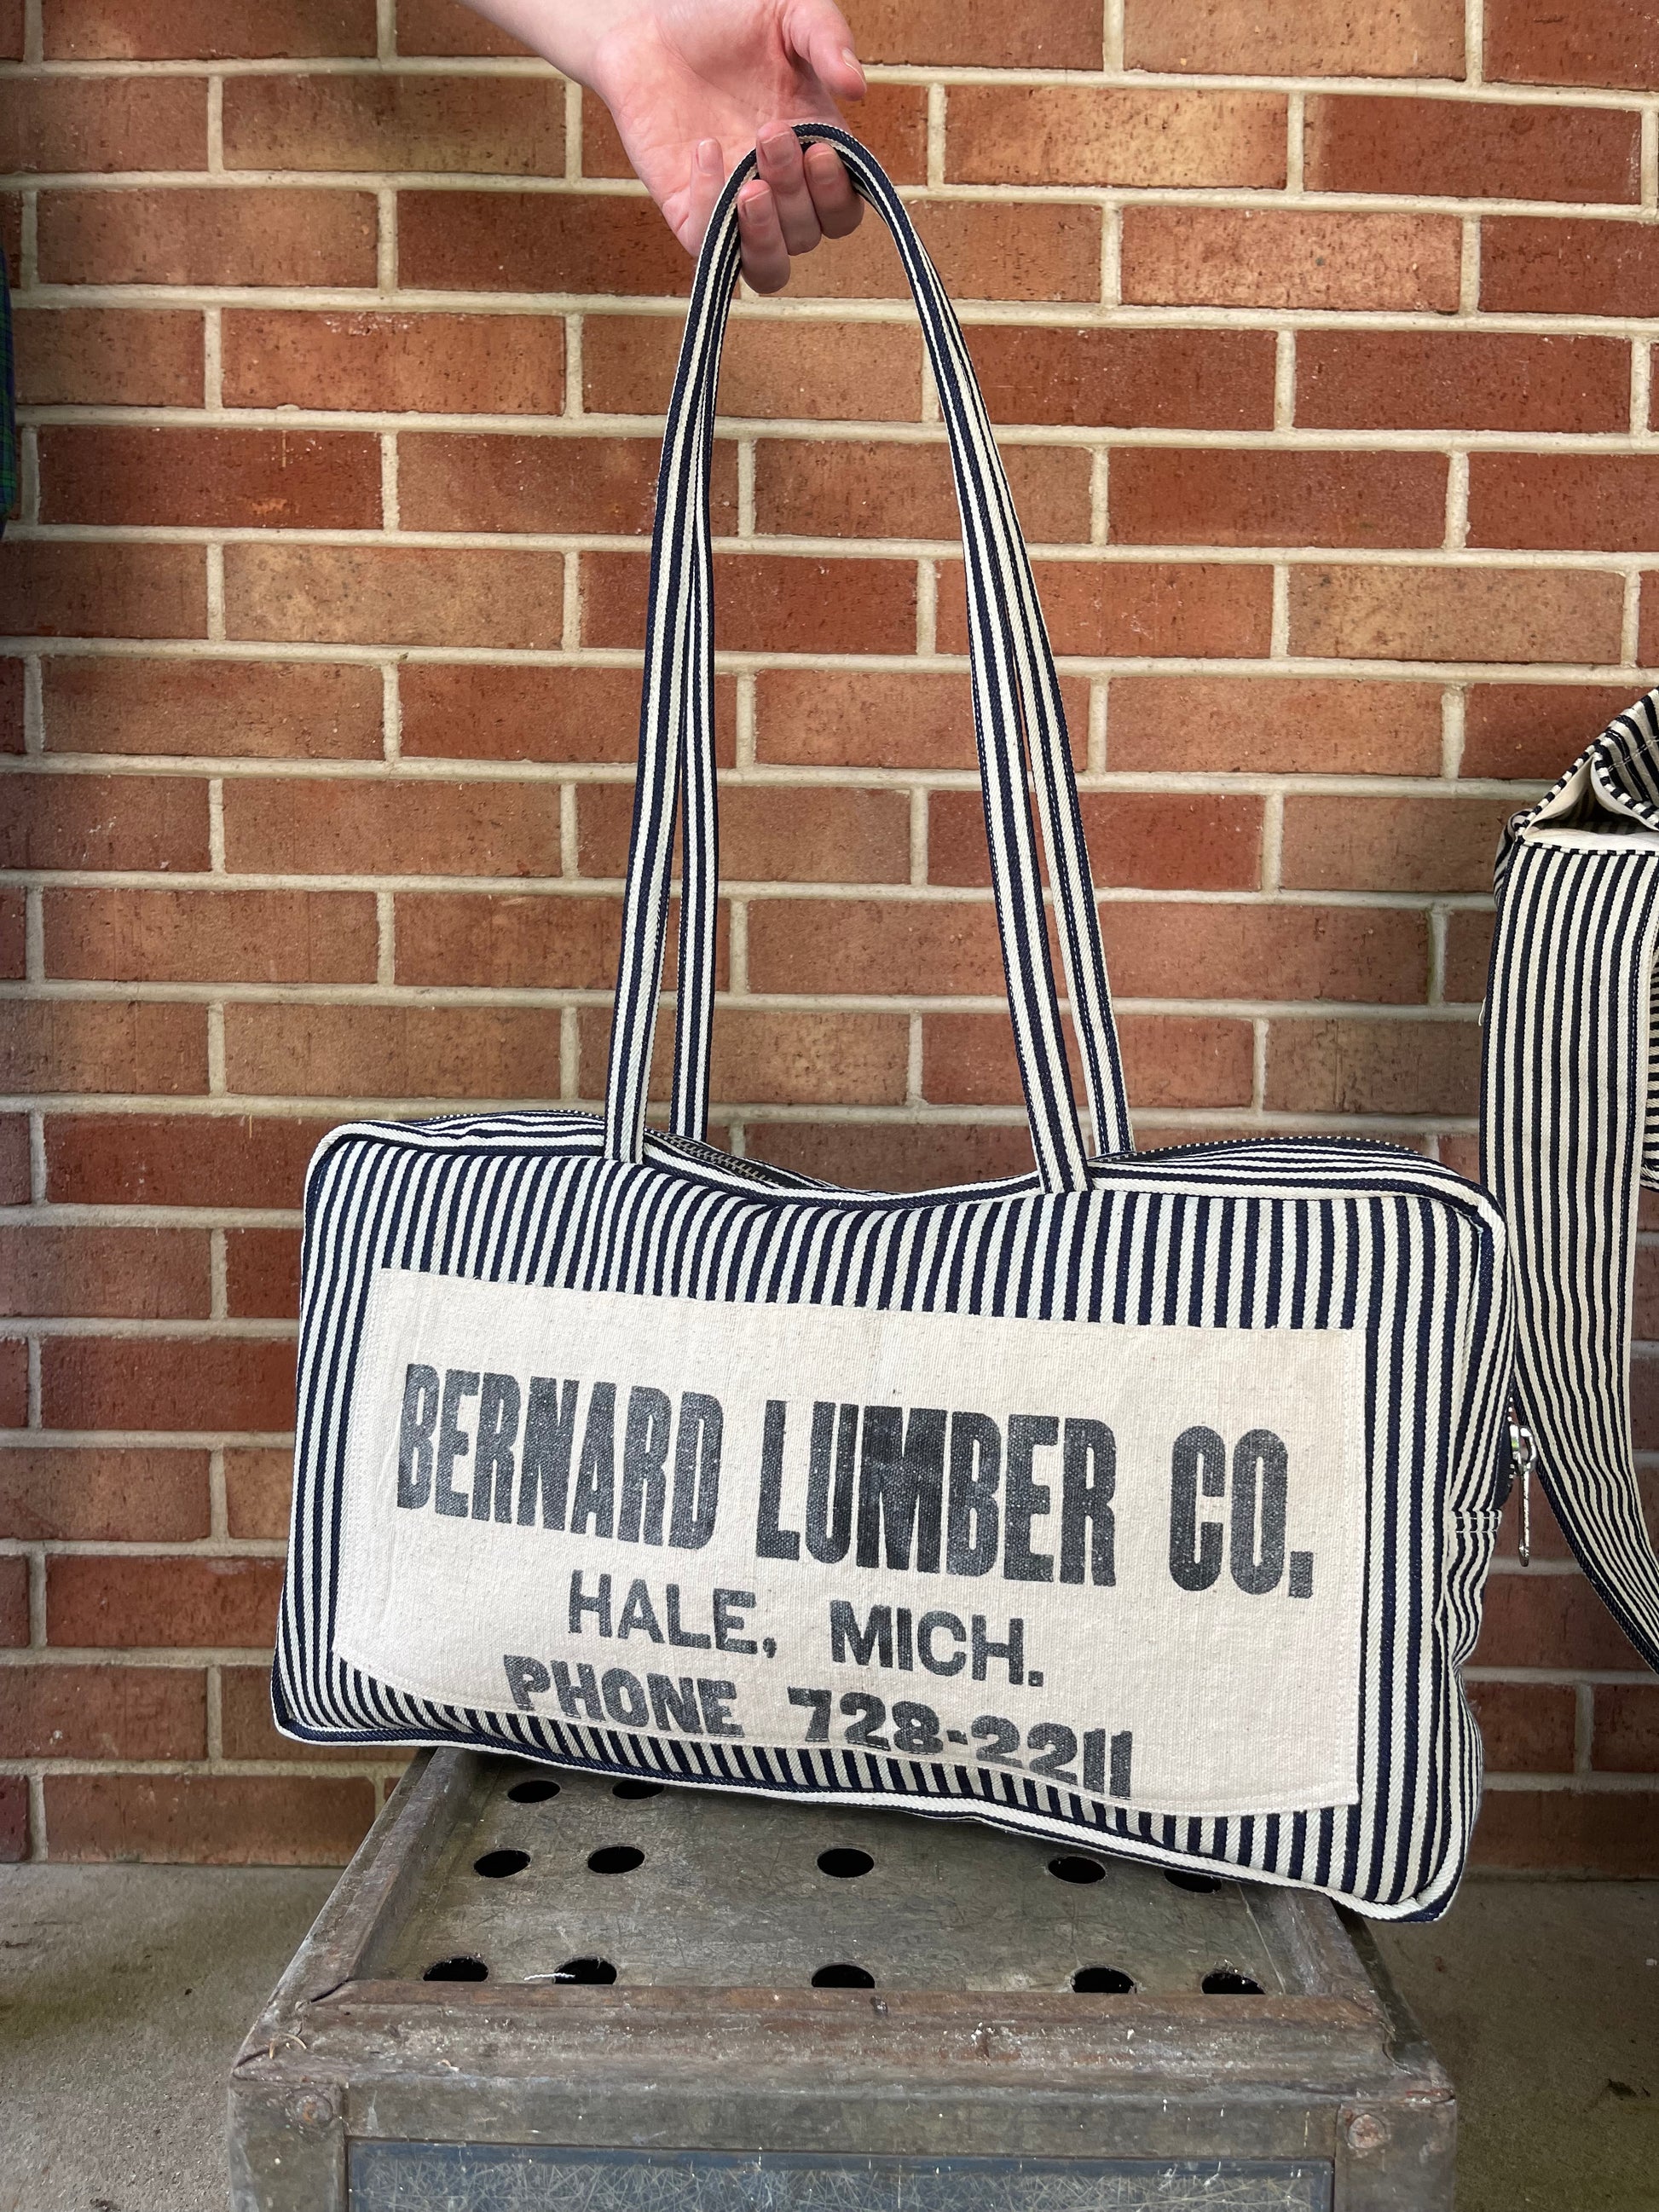 BERNARD LUMBER CO.
HALE, MICH.
PHONE 728-2211